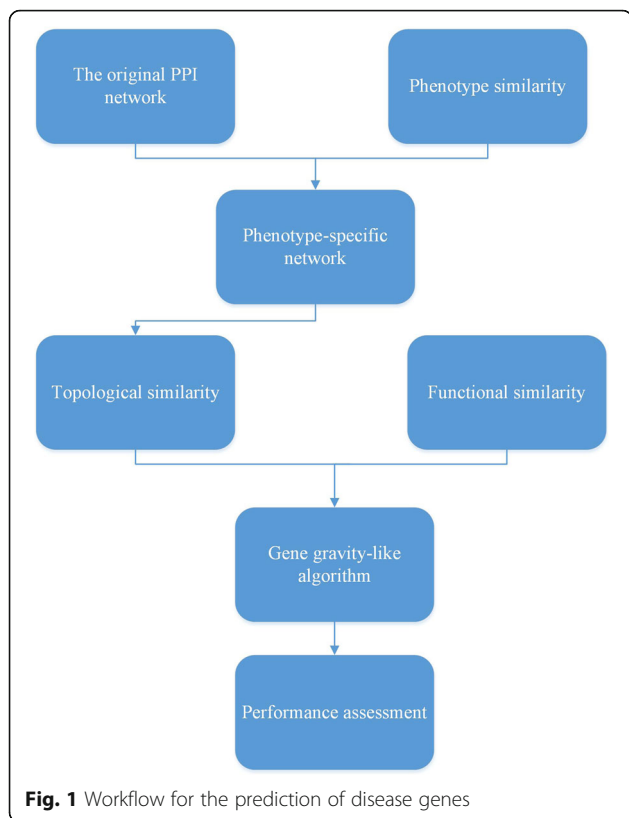 The original PPI
network
Phenotype similarity
Phenotype-specific
network
Topological similarity
Functional similarity
Gene gravity-like
algorithm
Performance assessment
Fig. 1 Workflow for the prediction of disease genes